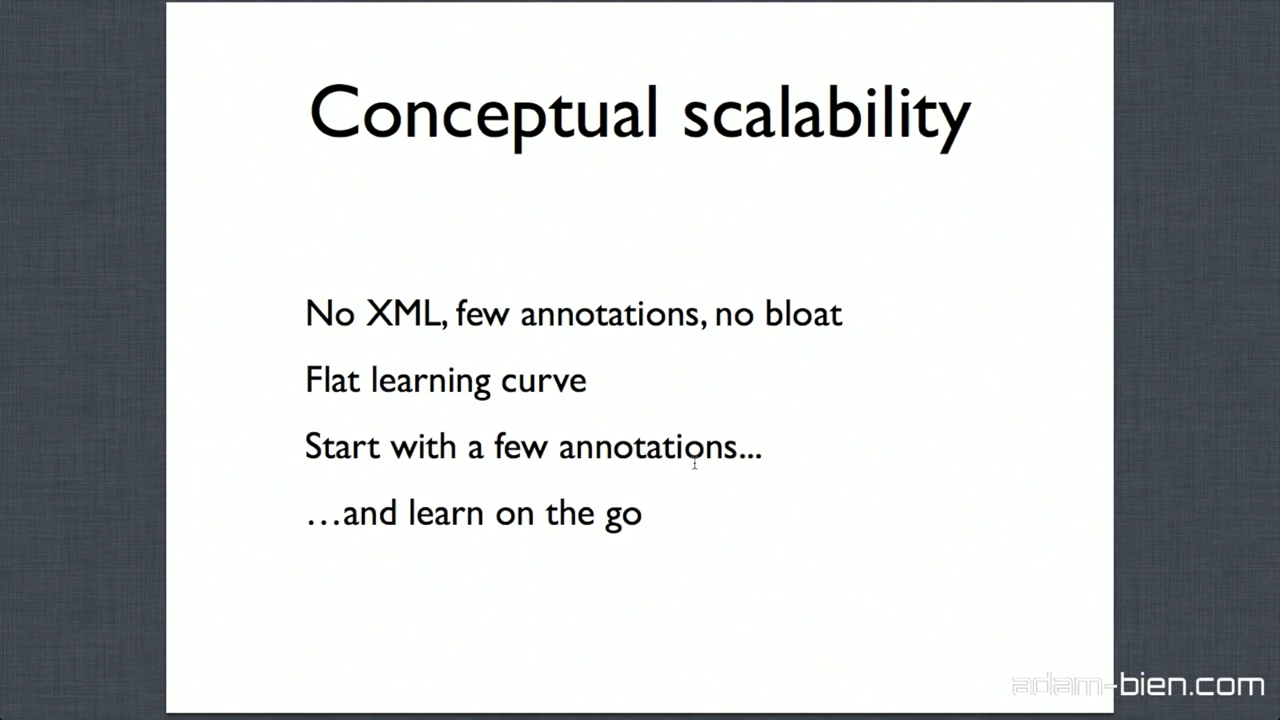 Conceptual scalability
No XML, few annotations, no bloat
Flat learning curve
Start with a few annotations...
…and learn on the go
adam-bien.com